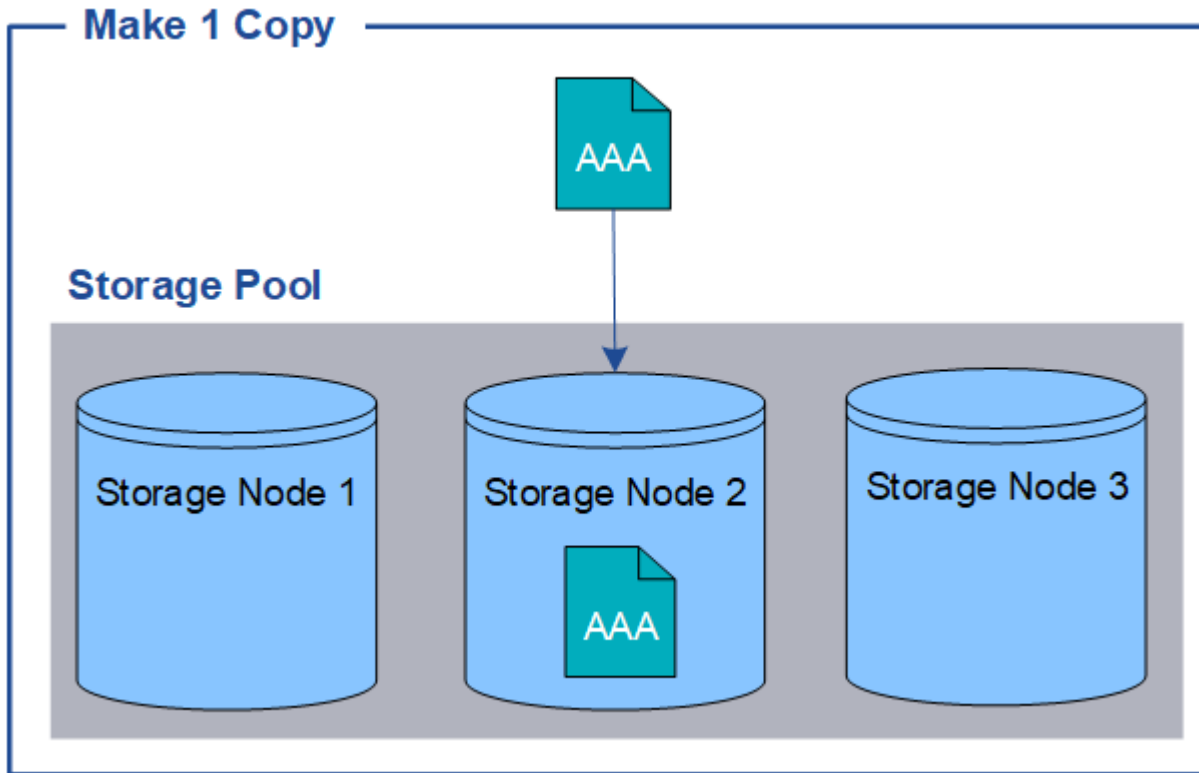 Make 1 Copy
AAA
Storage Pool
Storage Node 1
Storage Node 2
Storage Node 3
AAA